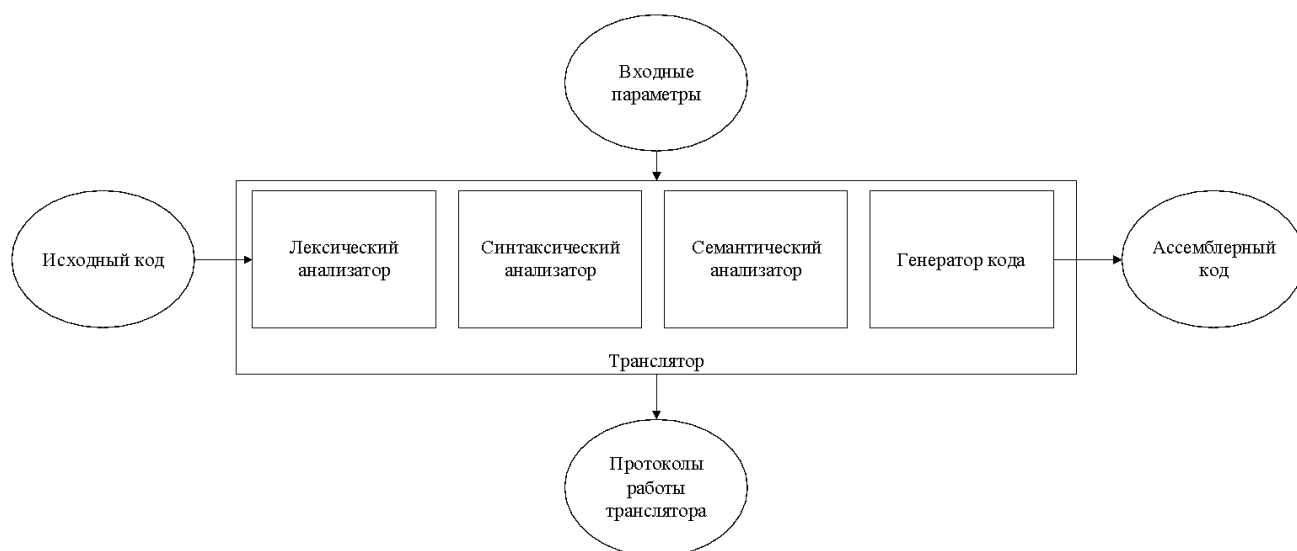 Входные
параметры
Исходный код
Лексический
анализатор
Синтаксический
анализатор
Семантический
анализатор
Генератор кода
Ассемблерный
код
Транслятор
Протоколы
работы
транслятора